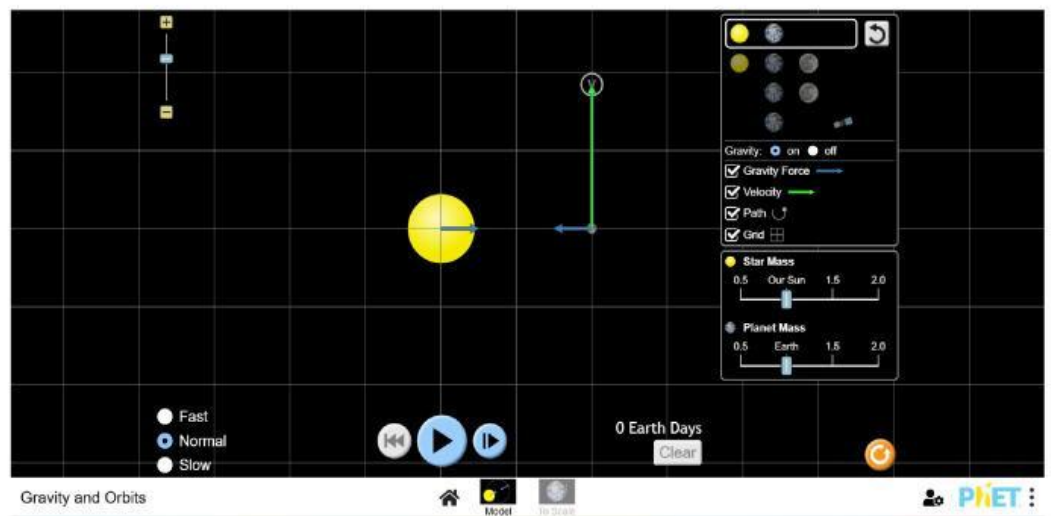 +
−
V
Gravity: on off
Gravity Force
Velocity
Path
Grid
Star Mass
0.5 Our Sun 1.5 2.0
Planet Mass
0.5 Earth 1.5 2.0
Fast
Normal
Slow
0 Earth Days
Clear
Gravity and Orbits
Model
To Scale
PhET